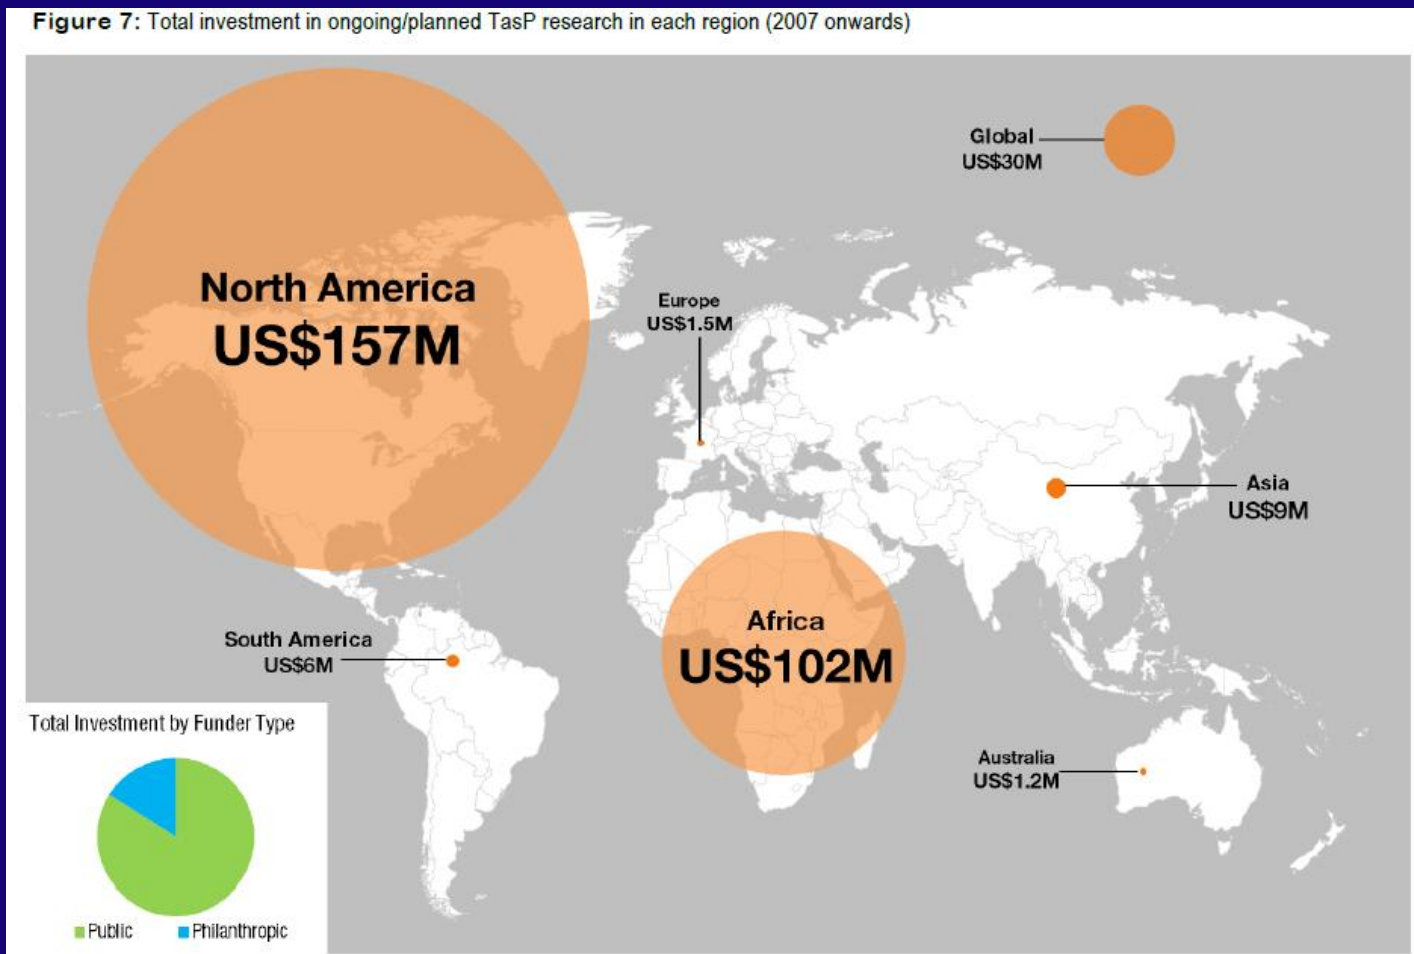 Figure 7: Total investment in ongoing/planned TasP research in each region (2007 onwards)
Global
US$30M
North America
US$157M
Europe
US$1.5M
Asia
US$9M
Africa
US$102M
South America
US$6M
Australia
US$1.2M
Total Investment by Funder Type
Public
Philanthropic